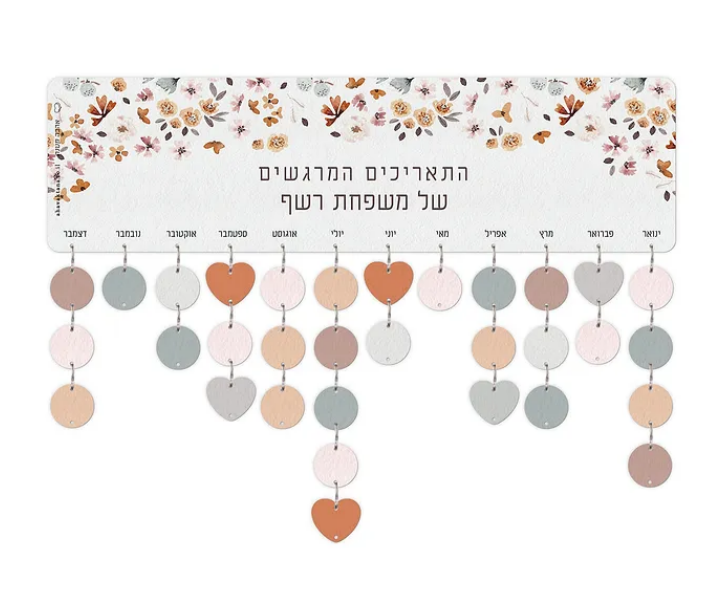 התאריכים המרגשים
של משפחת רשף
ינואר פברואר מרץ אפריל מאי יוני יולי אוגוסט ספטמבר אוקטובר נובמבר דצמבר